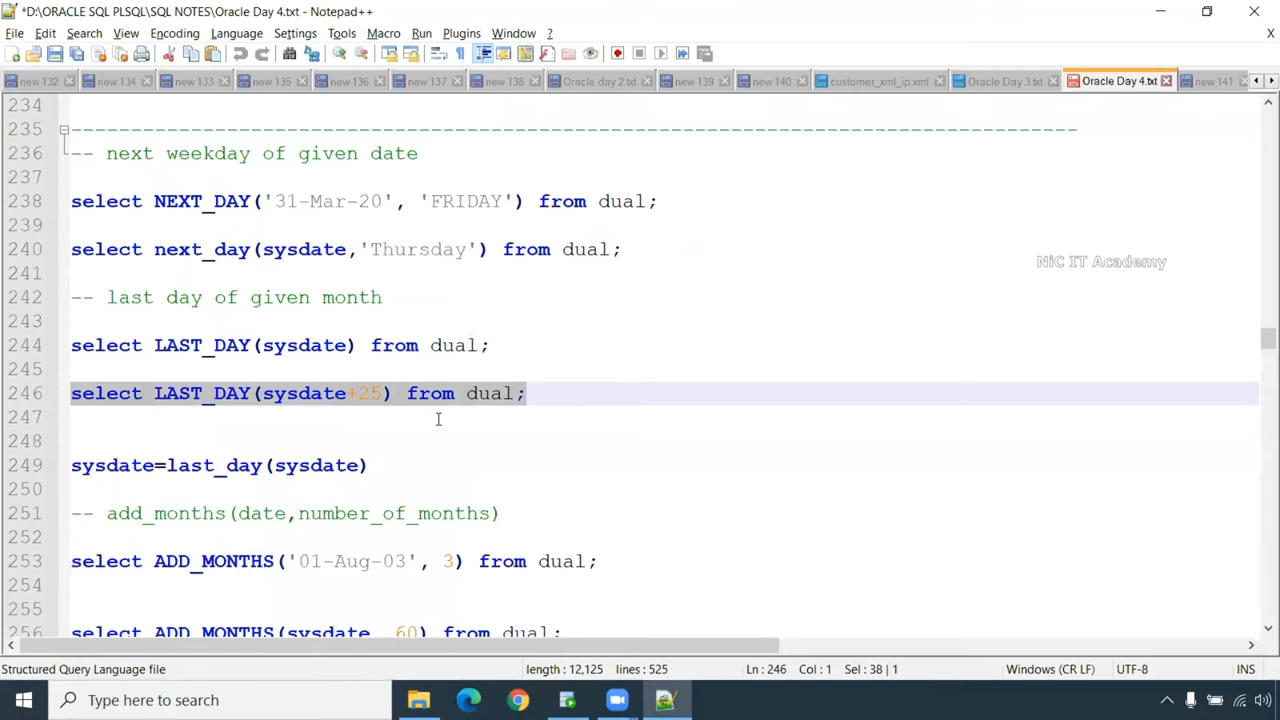 *D:\ORACLE SQL PLSQL\SQL NOTES\Oracle Day 4.txt - Notepad++
File Edit Search View Encoding Language Settings Tools Macro Run Plugins Window ?
new 132 new 134 new 133 new 135 new 136 new 137 new 138 Oracle day 2.txt new 139 new 140 customer_xml_ip.xml Oracle Day 3.txt Oracle Day 4.txt new 141
234
235 ------------------------------------------------------------------------------------
236 -- next weekday of given date
237
238 select NEXT_DAY('31-Mar-20', 'FRIDAY') from dual;
239
240 select next_day(sysdate,'Thursday') from dual;
241
NiC IT Academy
242 -- last day of given month
243
244 select LAST_DAY(sysdate) from dual;
245
246 select LAST_DAY(sysdate+25) from dual;
247
248
249 sysdate=last_day(sysdate)
250
251 -- add_months(date,number_of_months)
252
253 select ADD_MONTHS('01-Aug-03', 3) from dual;
254
255
256 select ADD_MONTHS(sysdate, 60) from dual;
Structured Query Language file length : 12,125 lines : 525 Ln : 246 Col : 1 Sel : 38 | 1 Windows (CR LF) UTF-8 INS
Type here to search